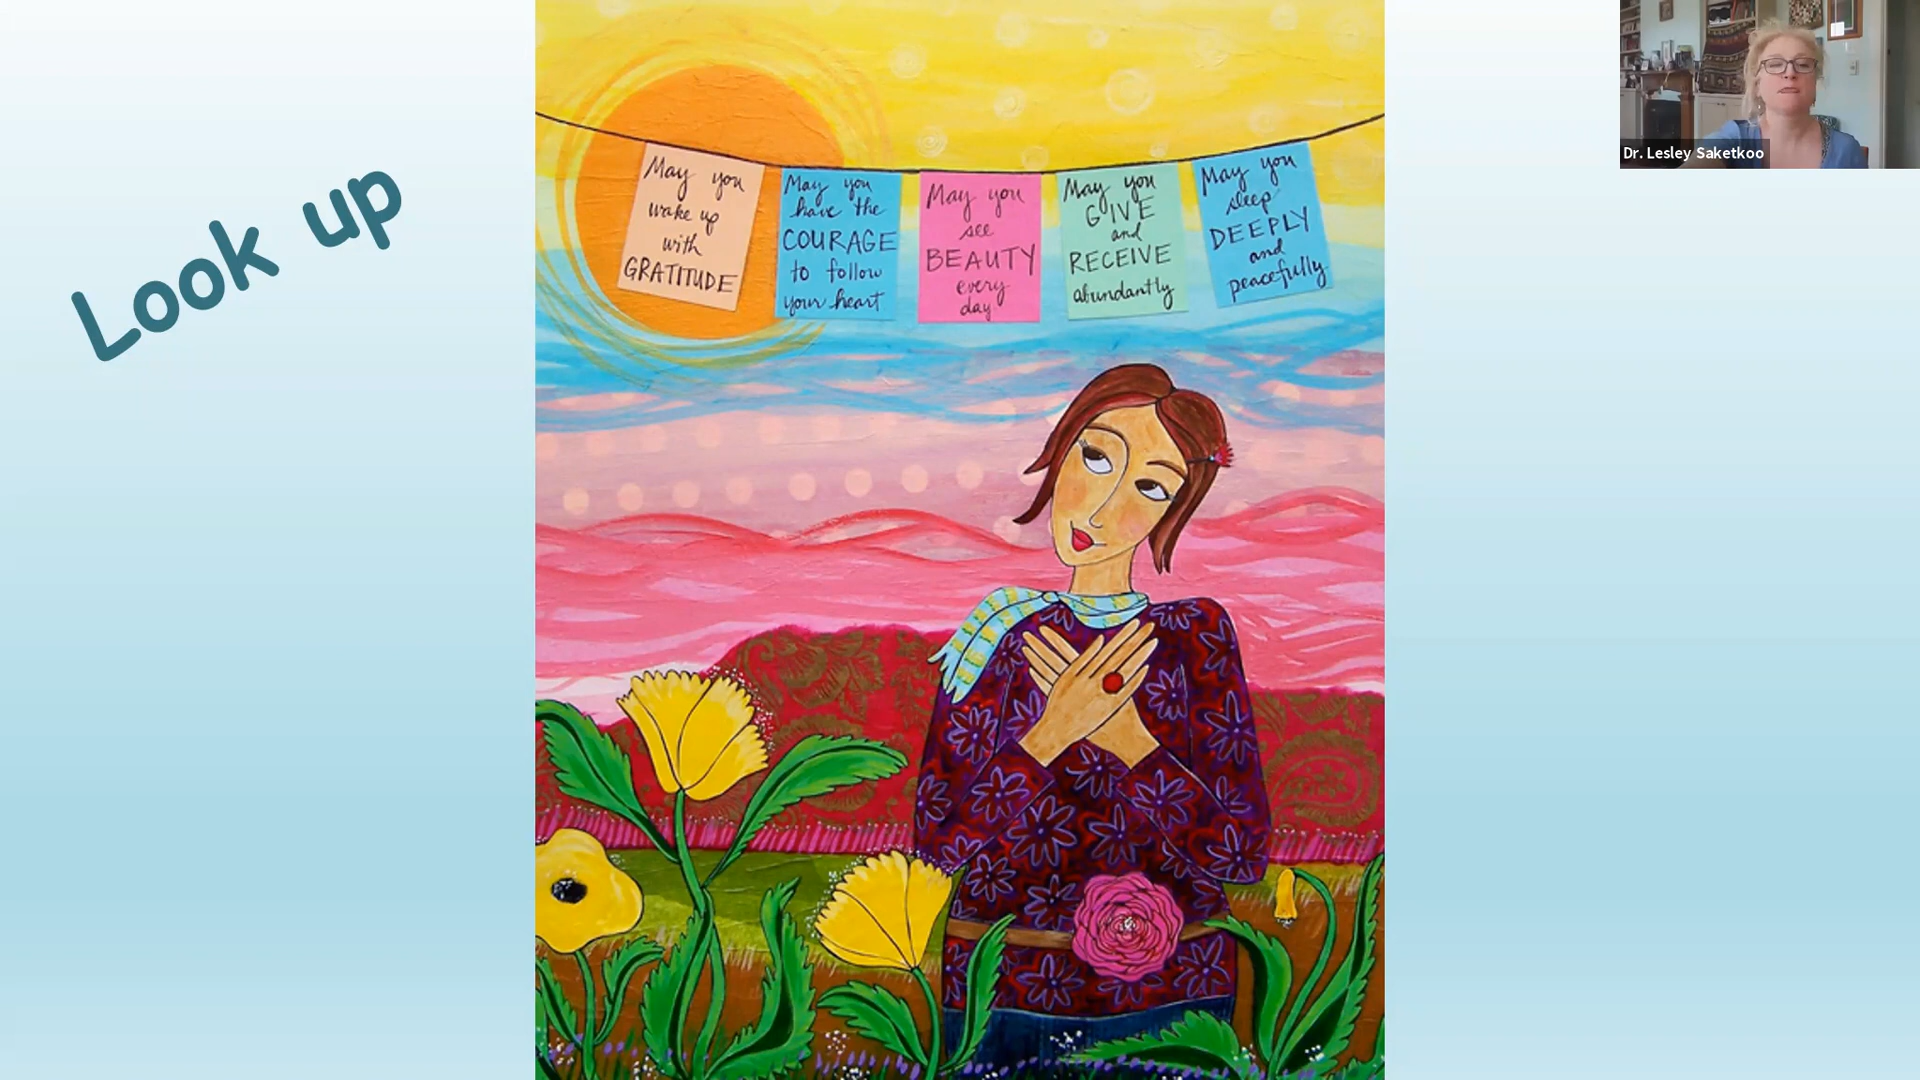 Look up
May you
wake up
with
GRATITUDE
May you
have the
COURAGE
to follow
your heart
May you
see
BEAUTY
every
day
May you
GIVE
and
RECEIVE
abundantly
May you
sleep
DEEPLY
and
peacefully
Dr. Lesley Saketkoo